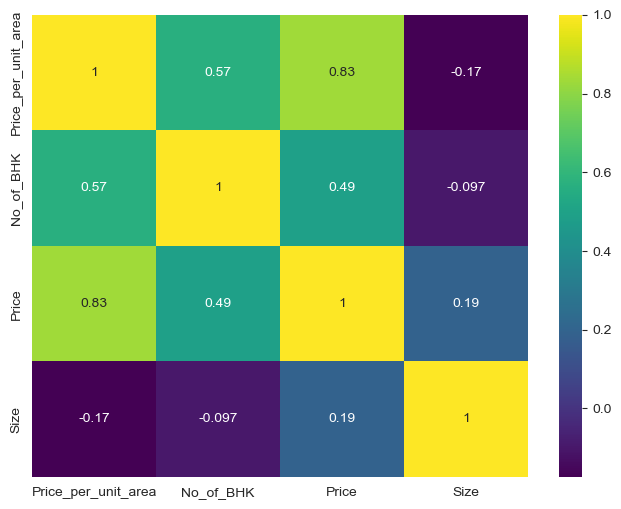 Price_per_unit_area 1 0.57 0.83 -0.17
No_of_BHK 0.57 1 0.49 -0.097
Price 0.83 0.49 1 0.19
Size -0.17 -0.097 0.19 1
Price_per_unit_area No_of_BHK Price Size
1.0
0.8
0.6
0.4
0.2
0.0